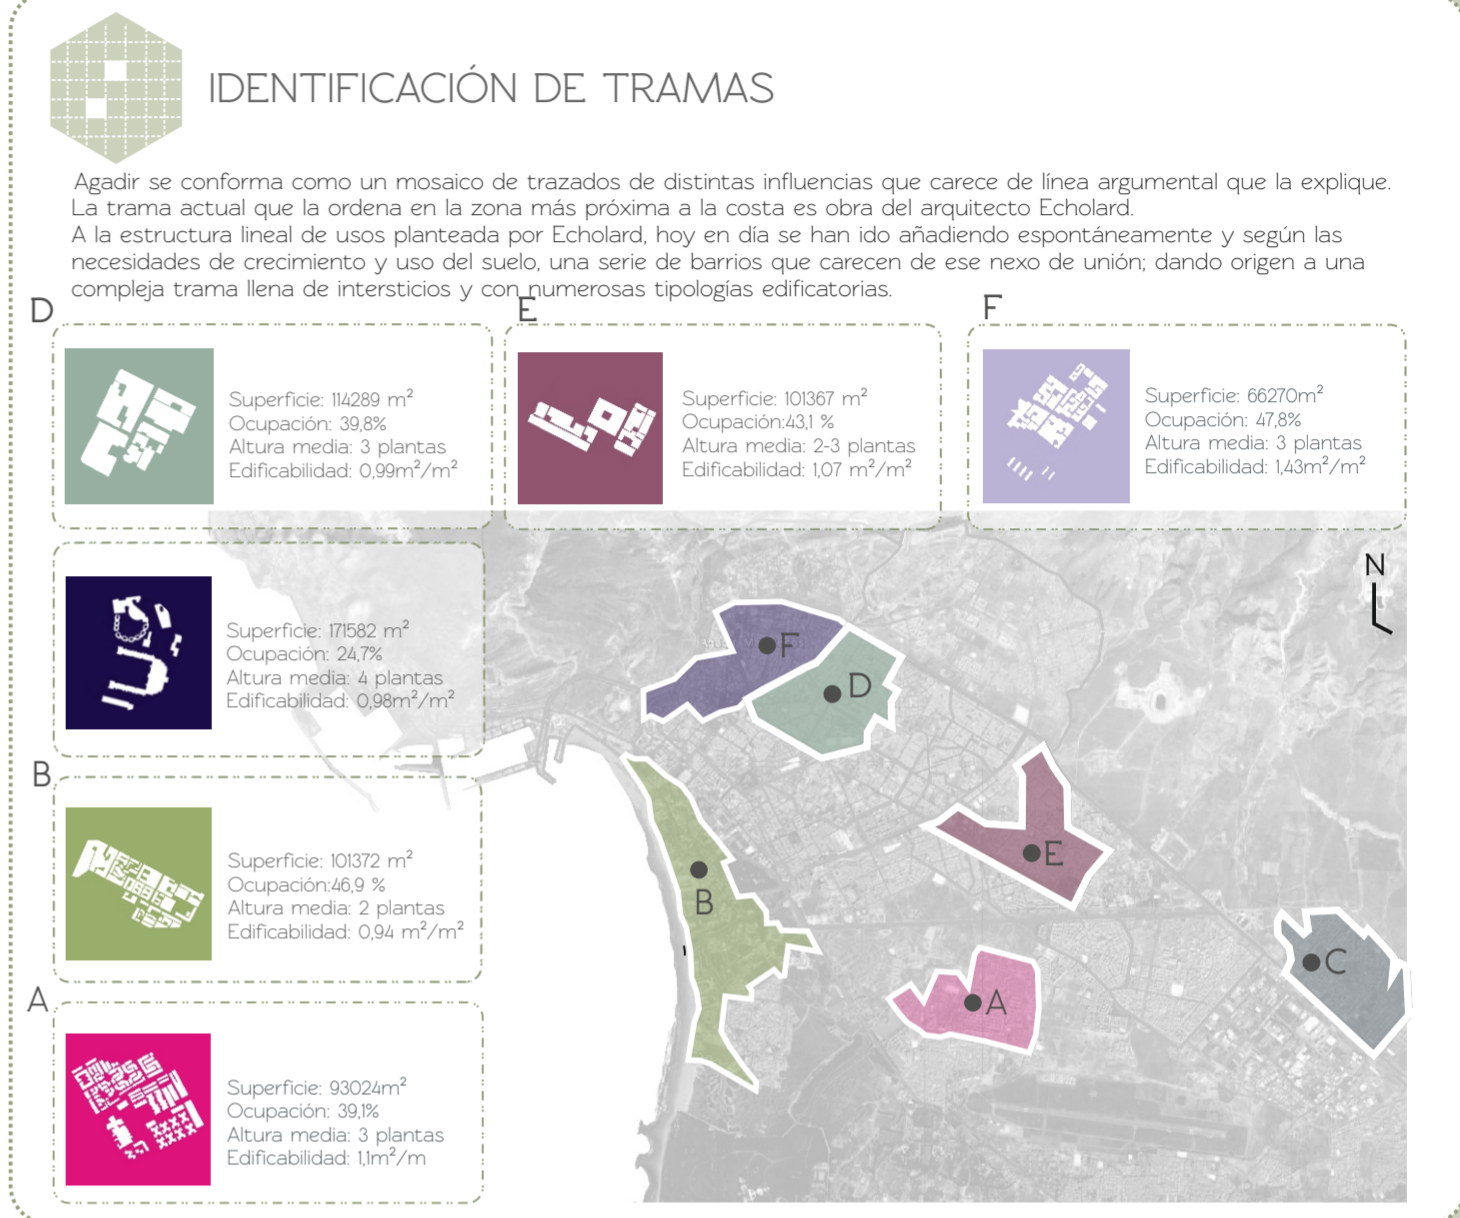 IDENTIFICACIÓN DE TRAMAS
Agadir se conforma como un mosaico de trazados de distintas influencias que carece de línea argumental que la explique.
La trama actual que la ordena en la zona más próxima a la costa es obra del arquitecto Echolard.
A la estructura lineal de usos planteada por Echolard, hoy en día se han ido añadiendo espontáneamente y según las
necesidades de crecimiento y uso del suelo, una serie de barrios que carecen de ese nexo de unión; dando origen a una
compleja trama llena de intersticios y con numerosas tipologías edificatorias.
D
Superficie: 114289 m²
Ocupación: 39,8%
Altura media: 3 plantas
Edificabilidad: 0,99m²/m²
E
Superficie: 101367 m²
Ocupación:43,1 %
Altura media: 2-3 plantas
Edificabilidad: 1,07 m²/m²
F
Superficie: 66270m²
Ocupación: 47,8%
Altura media: 3 plantas
Edificabilidad: 1,43m²/m²
Superficie: 171582 m²
Ocupación: 24,7%
Altura media: 4 plantas
Edificabilidad: 0,98m²/m²
B
Superficie: 101372 m²
Ocupación:46,9 %
Altura media: 2 plantas
Edificabilidad: 0,94 m²/m²
A
Superficie: 93024m²
Ocupación: 39,1%
Altura media: 3 plantas
Edificabilidad: 1,1m²/m
N
F
D
E
B
C
A